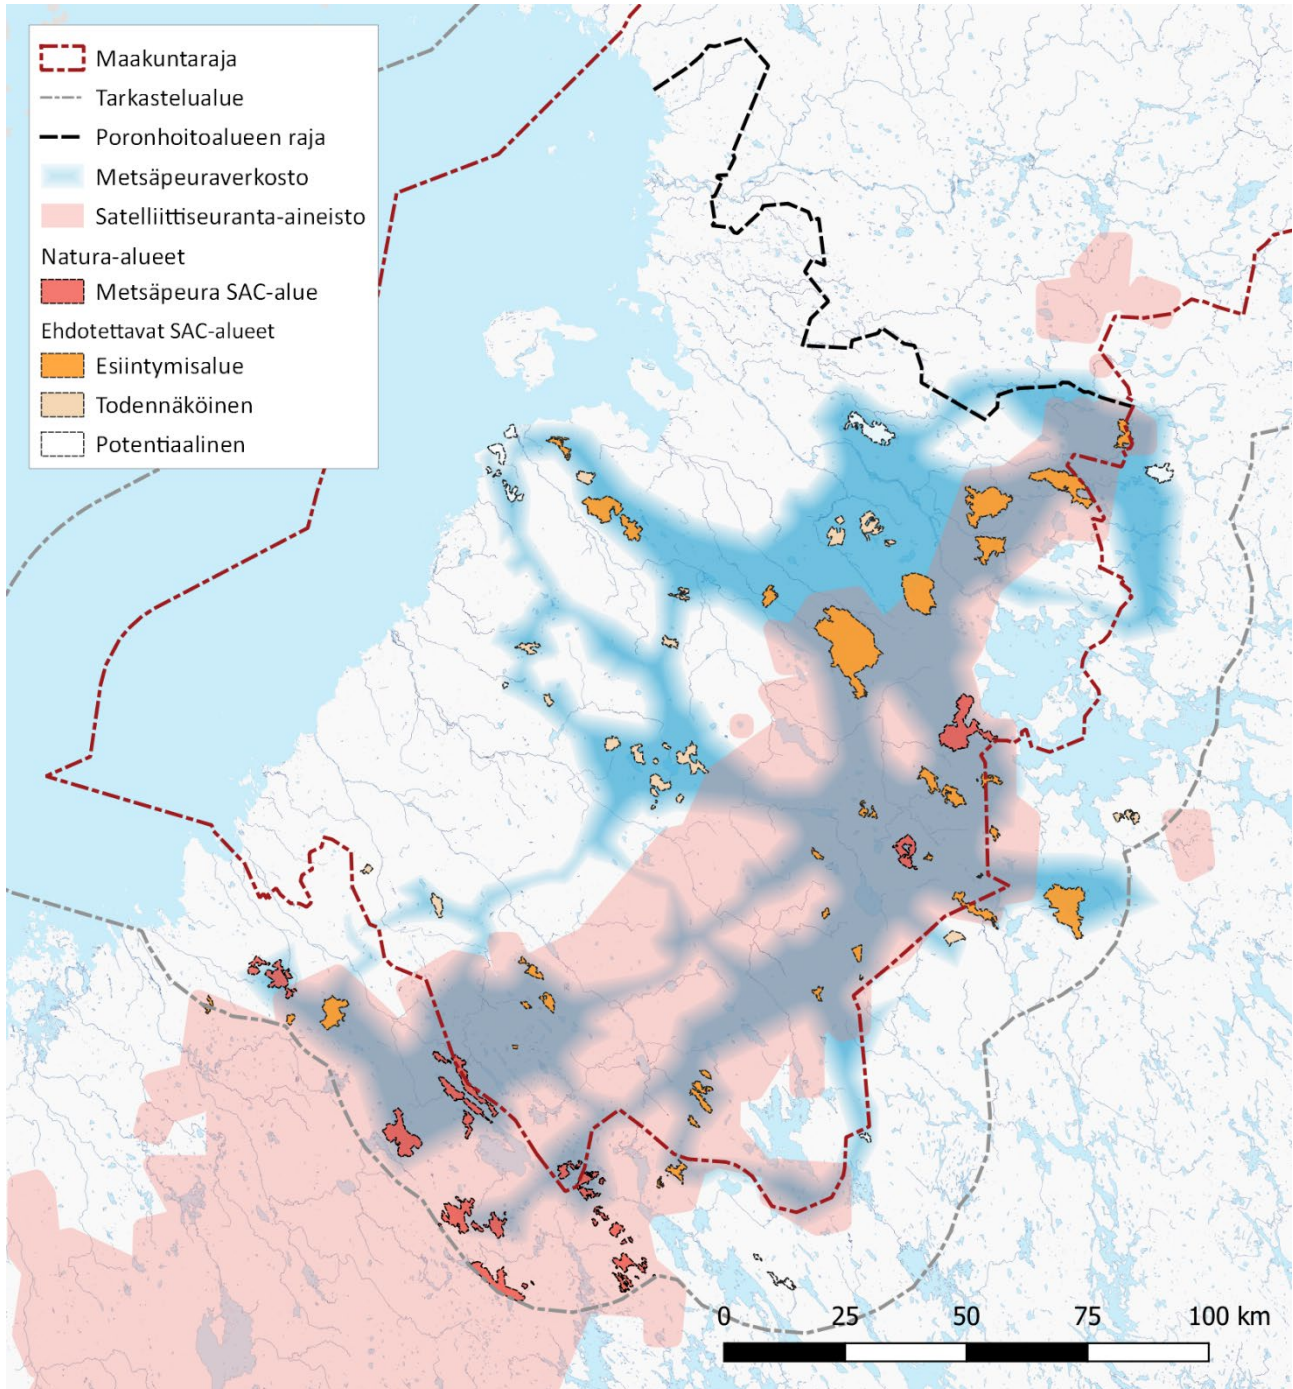 Maakuntaraja
Tarkastelualue
Poronhoitoalueen raja
Metsäpeuraverkosto
Satelliittiseuranta-aineisto
Natura-alueet
Metsäpeura SAC-alue
Ehdotettavat SAC-alueet
Esiintymisalue
Todennäköinen
Potentiaalinen
0 25 50 75 100 km